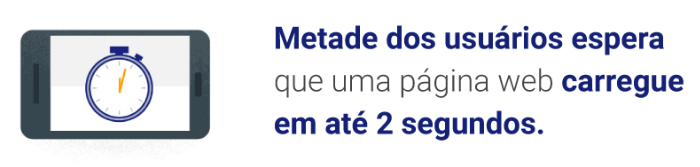 Metade dos usuários espera
que uma página web carregue
em até 2 segundos.